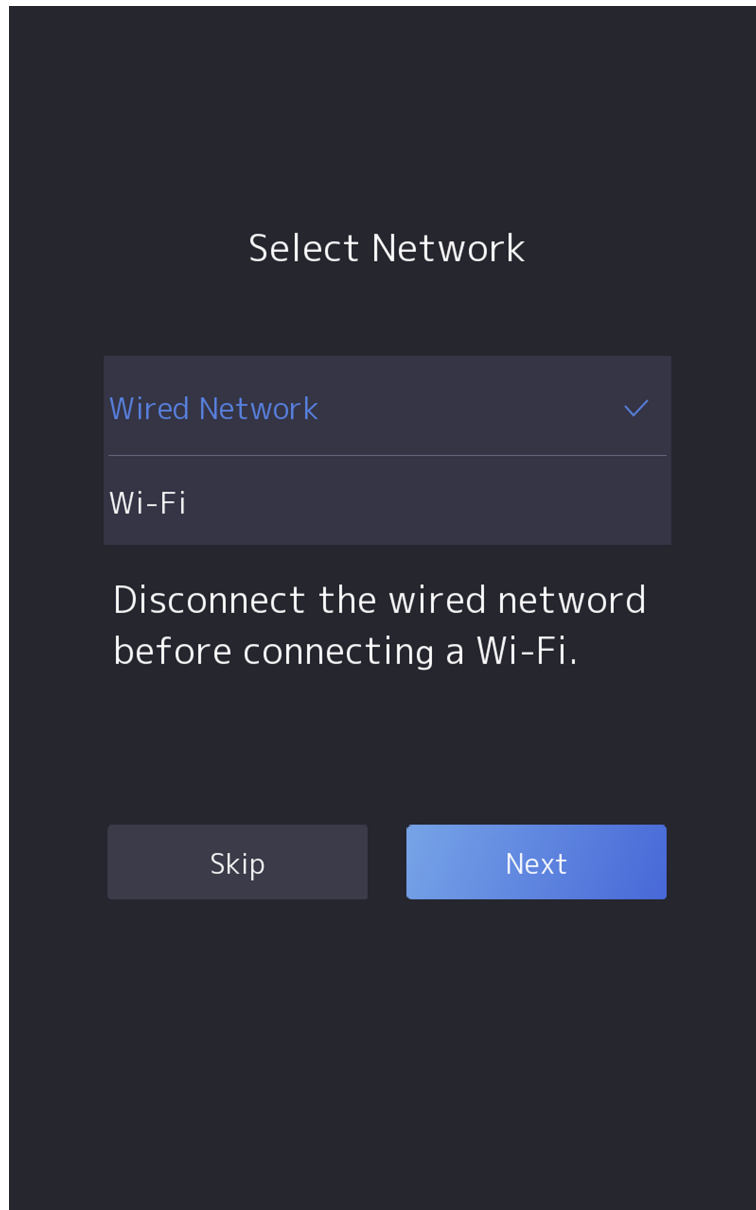 Select Network
Wired Network
Wi-Fi
Disconnect the wired netword
before connecting a Wi-Fi.
Skip
Next